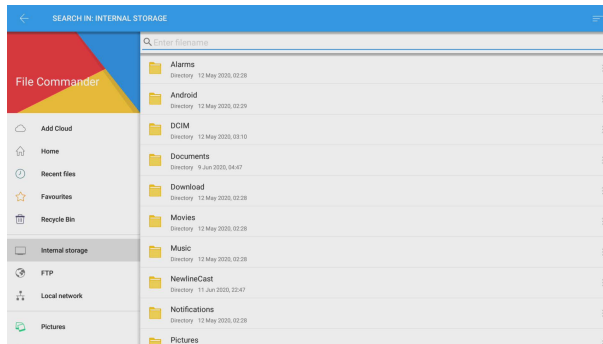 SEARCH IN: INTERNAL STORAGE
File Commander
Add Cloud
Home
Recent files
Favourites
Recycle Bin
Internal storage
FTP
Local network
Pictures
Enter filename
Alarms
Directory 12 May 2020, 02:28
Android
Directory 12 May 2020, 02:29
DCIM
Directory 12 May 2020, 03:10
Documents
Directory 9 Jun 2020, 04:47
Download
Directory 12 May 2020, 02:28
Movies
Directory 12 May 2020, 02:28
Music
Directory 12 May 2020, 02:28
NewlineCast
Directory 11 Jun 2020, 22:47
Notifications
Directory 12 May 2020, 02:28
Pictures